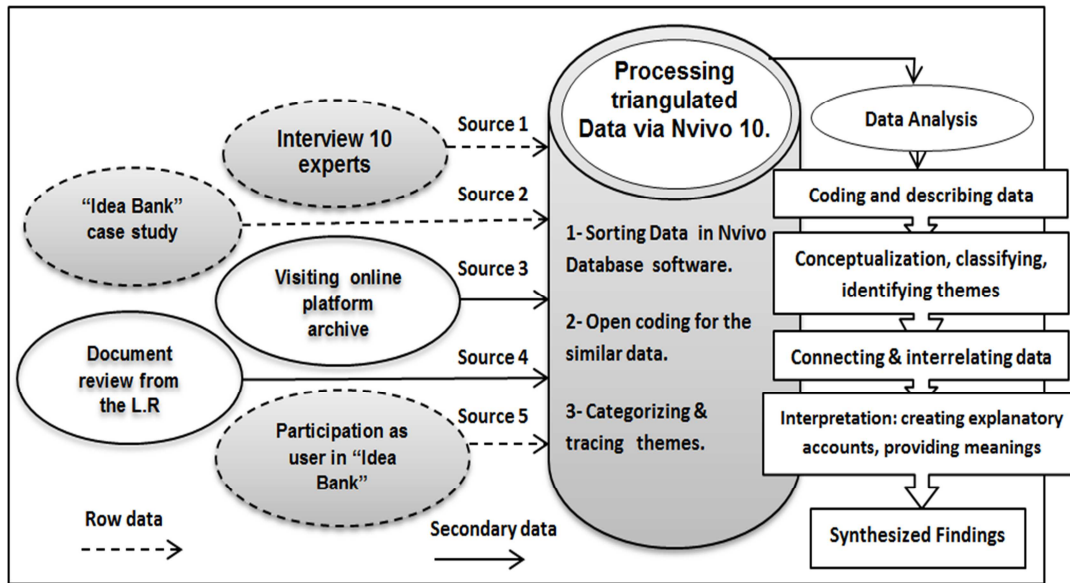 Interview 10
experts
"Idea Bank"
case study
Visiting online
platform
archive
Document
review from
the L.R
Participation as
user in "Idea
Bank"
Row data
Secondary data
Source 1
Source 2
Source 3
Source 4
Source 5
Processing
triangulated
Data via Nvivo 10.
1- Sorting Data in Nvivo
Database software.
2- Open coding for the
similar data.
3- Categorizing &
tracing themes.
Data Analysis
Coding and describing data
Conceptualization, classifying,
identifying themes
Connecting & interrelating data
Interpretation: creating explanatory
accounts, providing meanings
Synthesized Findings